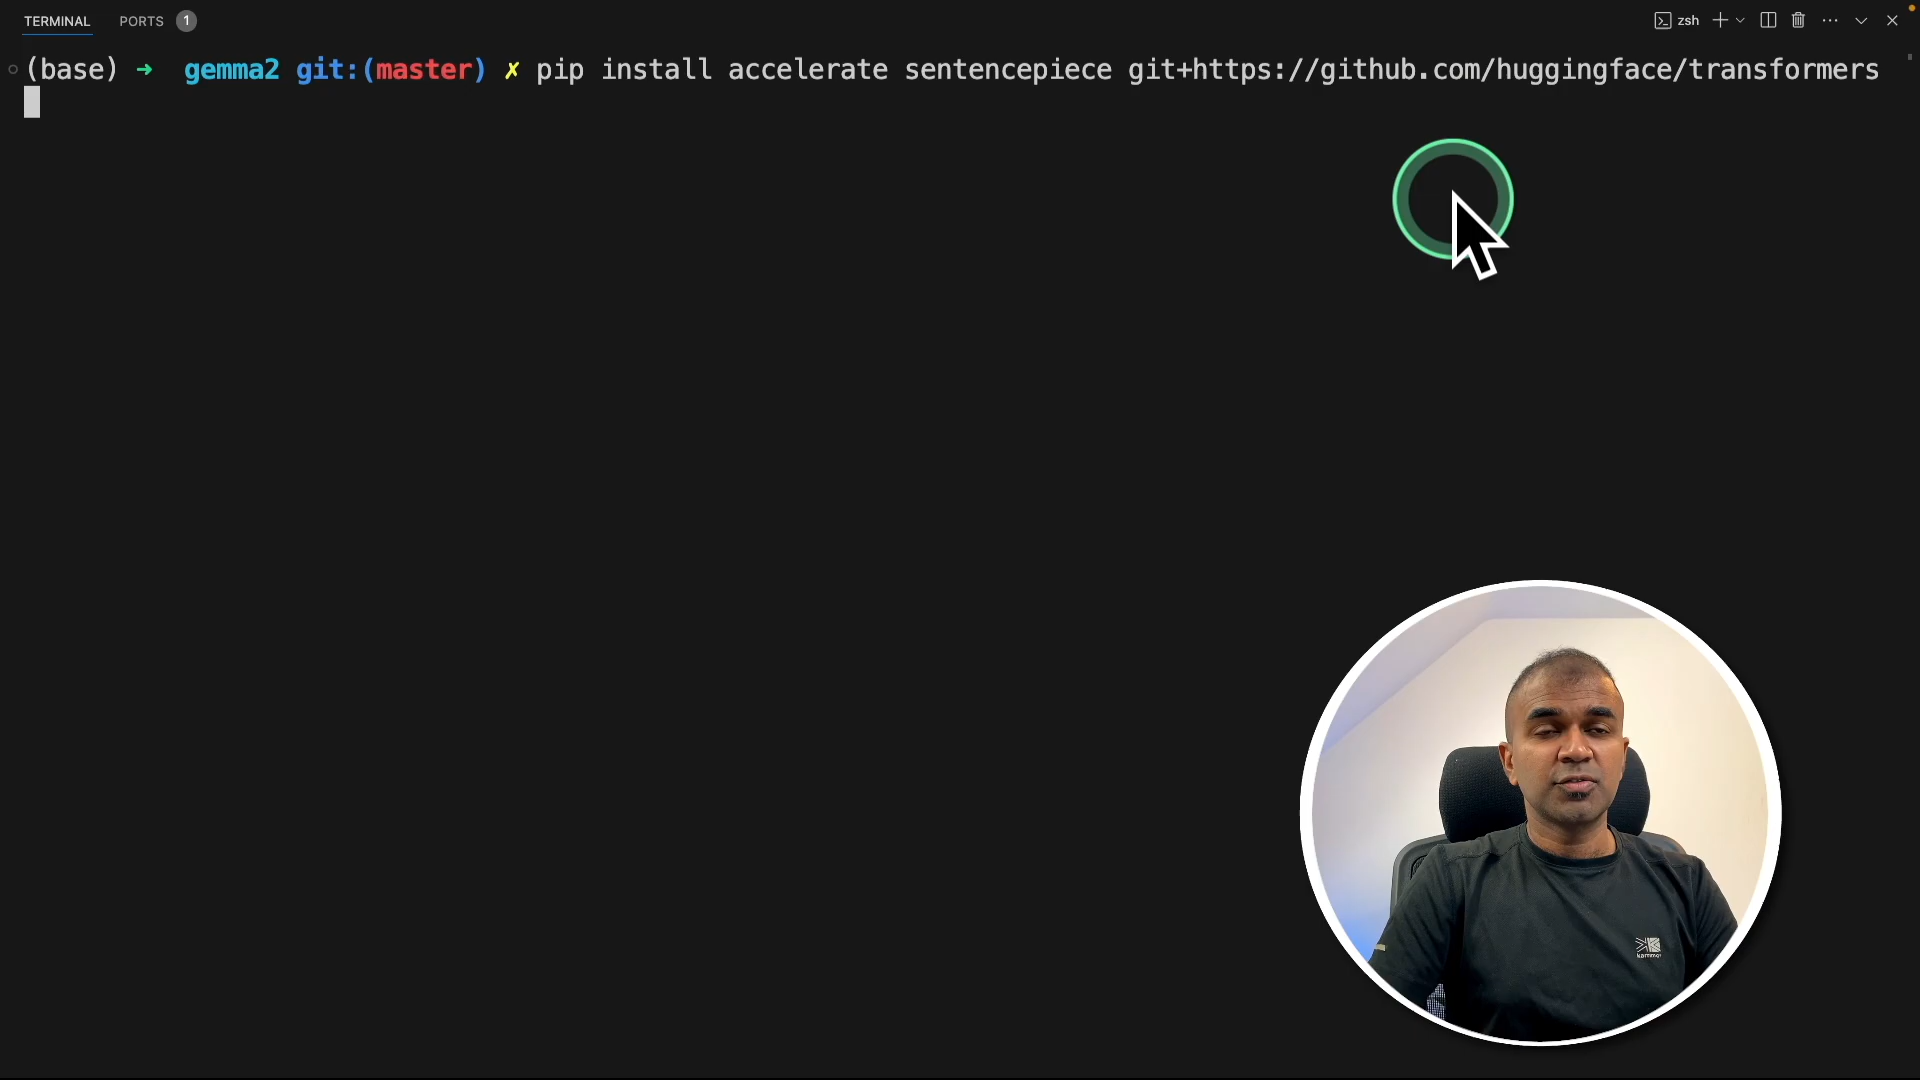 TERMINAL PORTS 1 zsh
(base) ➜ gemma2 git:(master) ✗ pip install accelerate sentencepiece git+https://github.com/huggingface/transformers